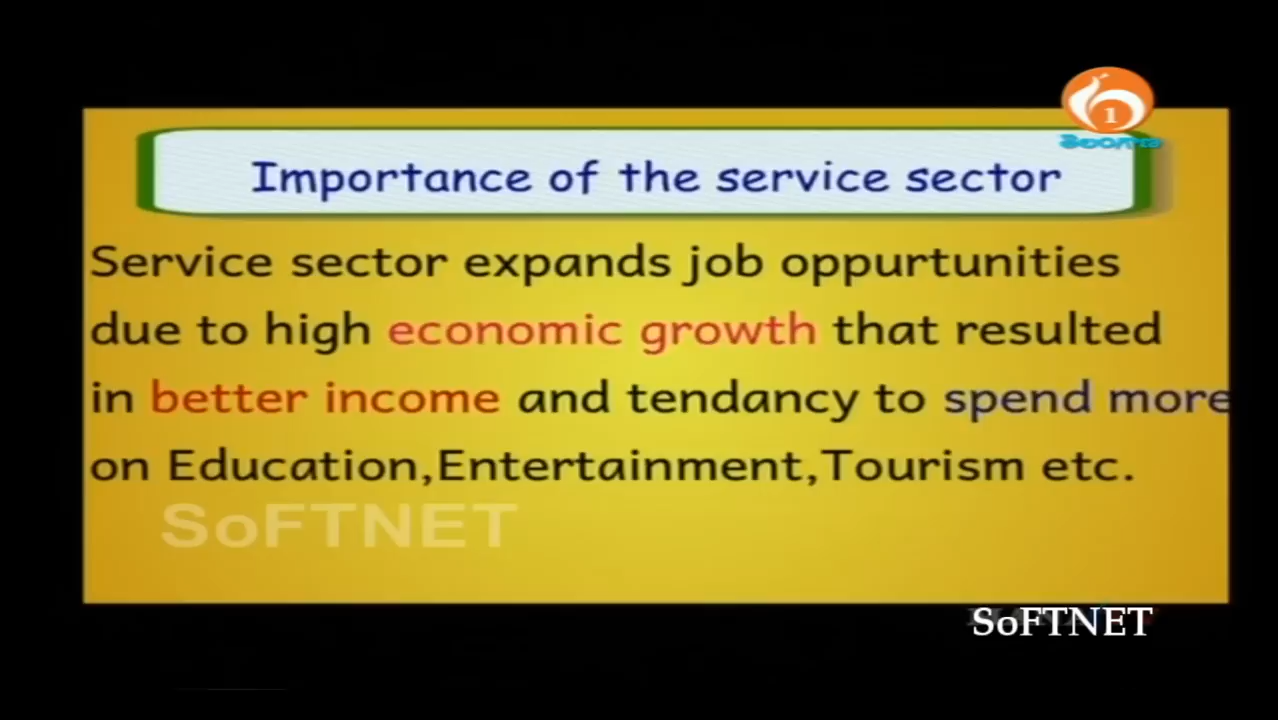 1
Importance of the service sector
Service sector expands job oppurtunities
due to high economic growth that resulted
in better income and tendancy to spend more
on Education,Entertainment,Tourism etc.
SoFTNET
SoFTNET